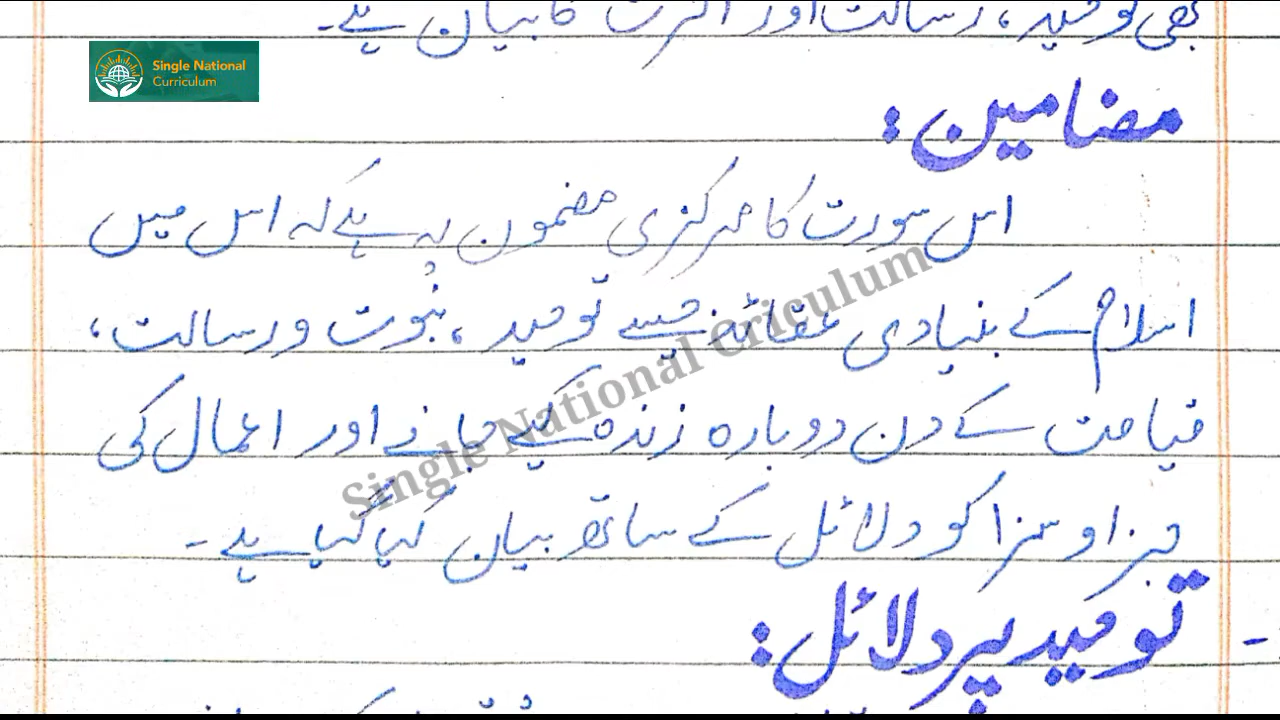 بھی توحید، رسالت اور آخرت کا بیان ہے۔
Single National
Curriculum
مضامین:
اس سورت کا مرکزی مضمون یہ ہے کہ اس میں
اسلام کے بنیادی عقائد جیسے توحید، نبوت و رسالت،
قیامت کے دن دوبارہ زندہ کیے جانے اور اعمال کی
جزا و سزا کو دلائل کے ساتھ بیان کیا گیا ہے۔
Single National Criculum
توحید پر دلائل: